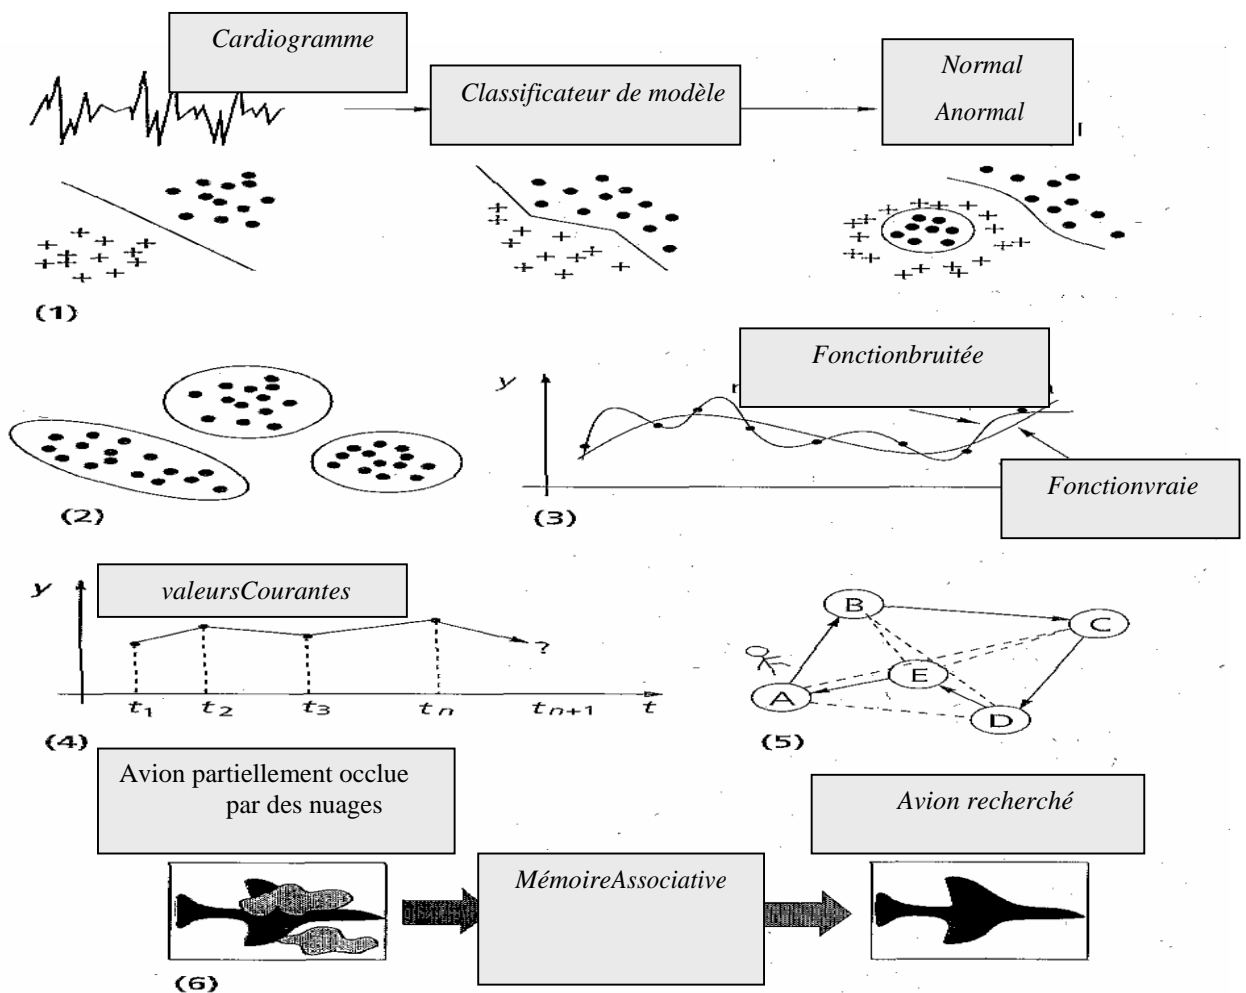 Cardiogramme
Classificateur de modèle
Normal
Anormal
(1)
Fonctionbruitée
y
Fonctionvraie
(2)
(3)
y
valeursCourantes
?
t1 t2 t3 tn tn+1 t
(4)
B
C
E
A
D
(5)
Avion partiellement occlue
par des nuages
Avion recherché
MémoireAssociative
(6)